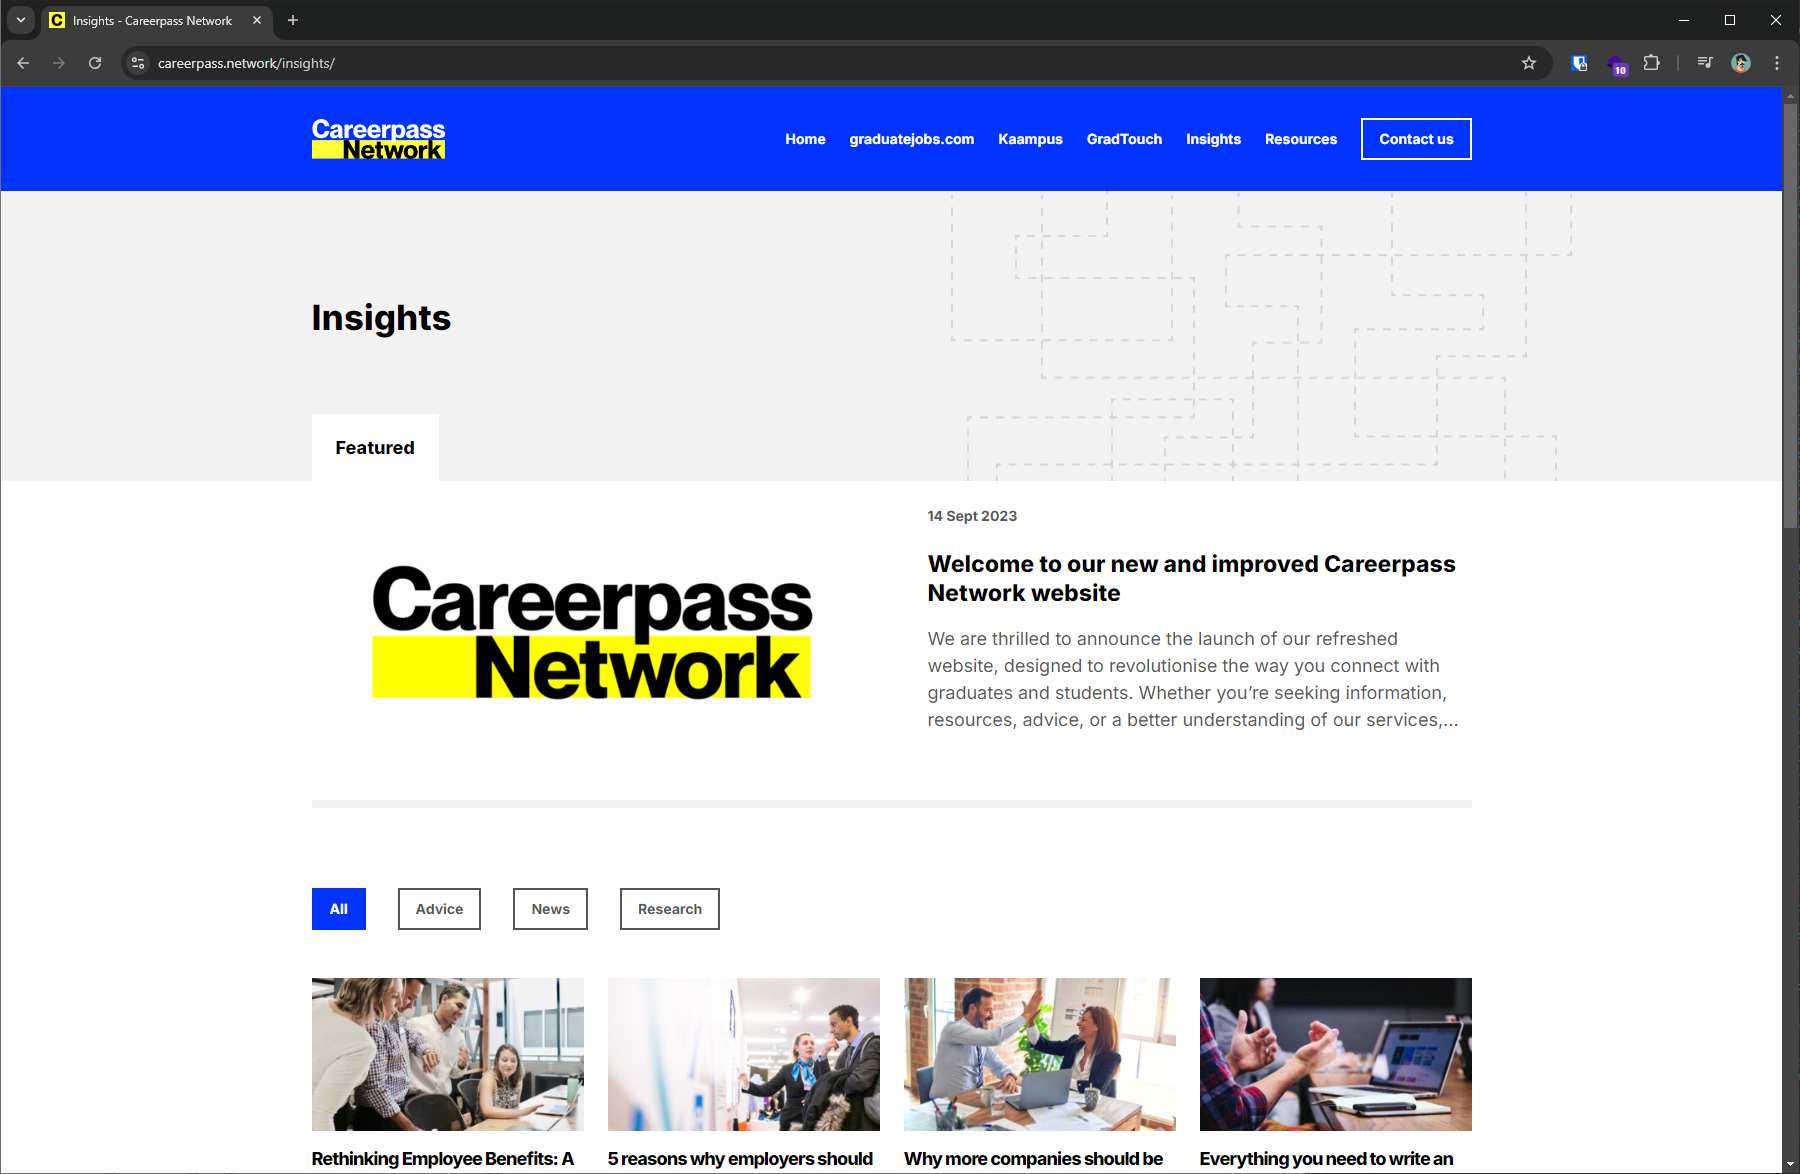 Insights - Careerpass Network
careerpass.network/insights/
10
Careerpass
Network
Home
graduatejobs.com
Kaampus
GradTouch
Insights
Resources
Contact us
Insights
Featured
Careerpass
Network
14 Sept 2023
Welcome to our new and improved Careerpass
Network website
We are thrilled to announce the launch of our refreshed
website, designed to revolutionise the way you connect with
graduates and students. Whether you’re seeking information,
resources, advice, or a better understanding of our services,...
All
Advice
News
Research
Rethinking Employee Benefits: A
5 reasons why employers should
Why more companies should be
Everything you need to write an